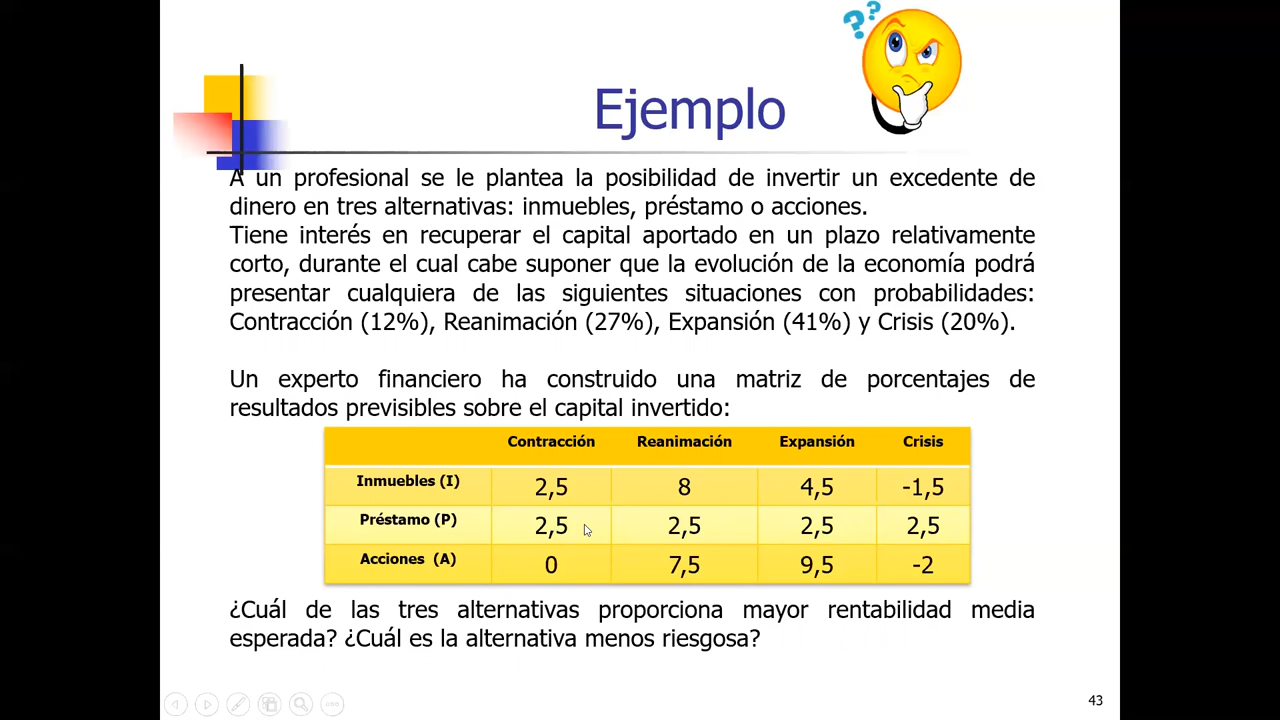 ??
?
Ejemplo
A un profesional se le plantea la posibilidad de invertir un excedente de
dinero en tres alternativas: inmuebles, préstamo o acciones.
Tiene interés en recuperar el capital aportado en un plazo relativamente
corto, durante el cual cabe suponer que la evolución de la economía podrá
presentar cualquiera de las siguientes situaciones con probabilidades:
Contracción (12%), Reanimación (27%), Expansión (41%) y Crisis (20%).
Un experto financiero ha construido una matriz de porcentajes de
resultados previsibles sobre el capital invertido:
Contracción Reanimación Expansión Crisis
Inmuebles (I) 2,5 8 4,5 -1,5
Préstamo (P) 2,5 2,5 2,5 2,5
Acciones (A) 0 7,5 9,5 -2
¿Cuál de las tres alternativas proporciona mayor rentabilidad media
esperada? ¿Cuál es la alternativa menos riesgosa?
43